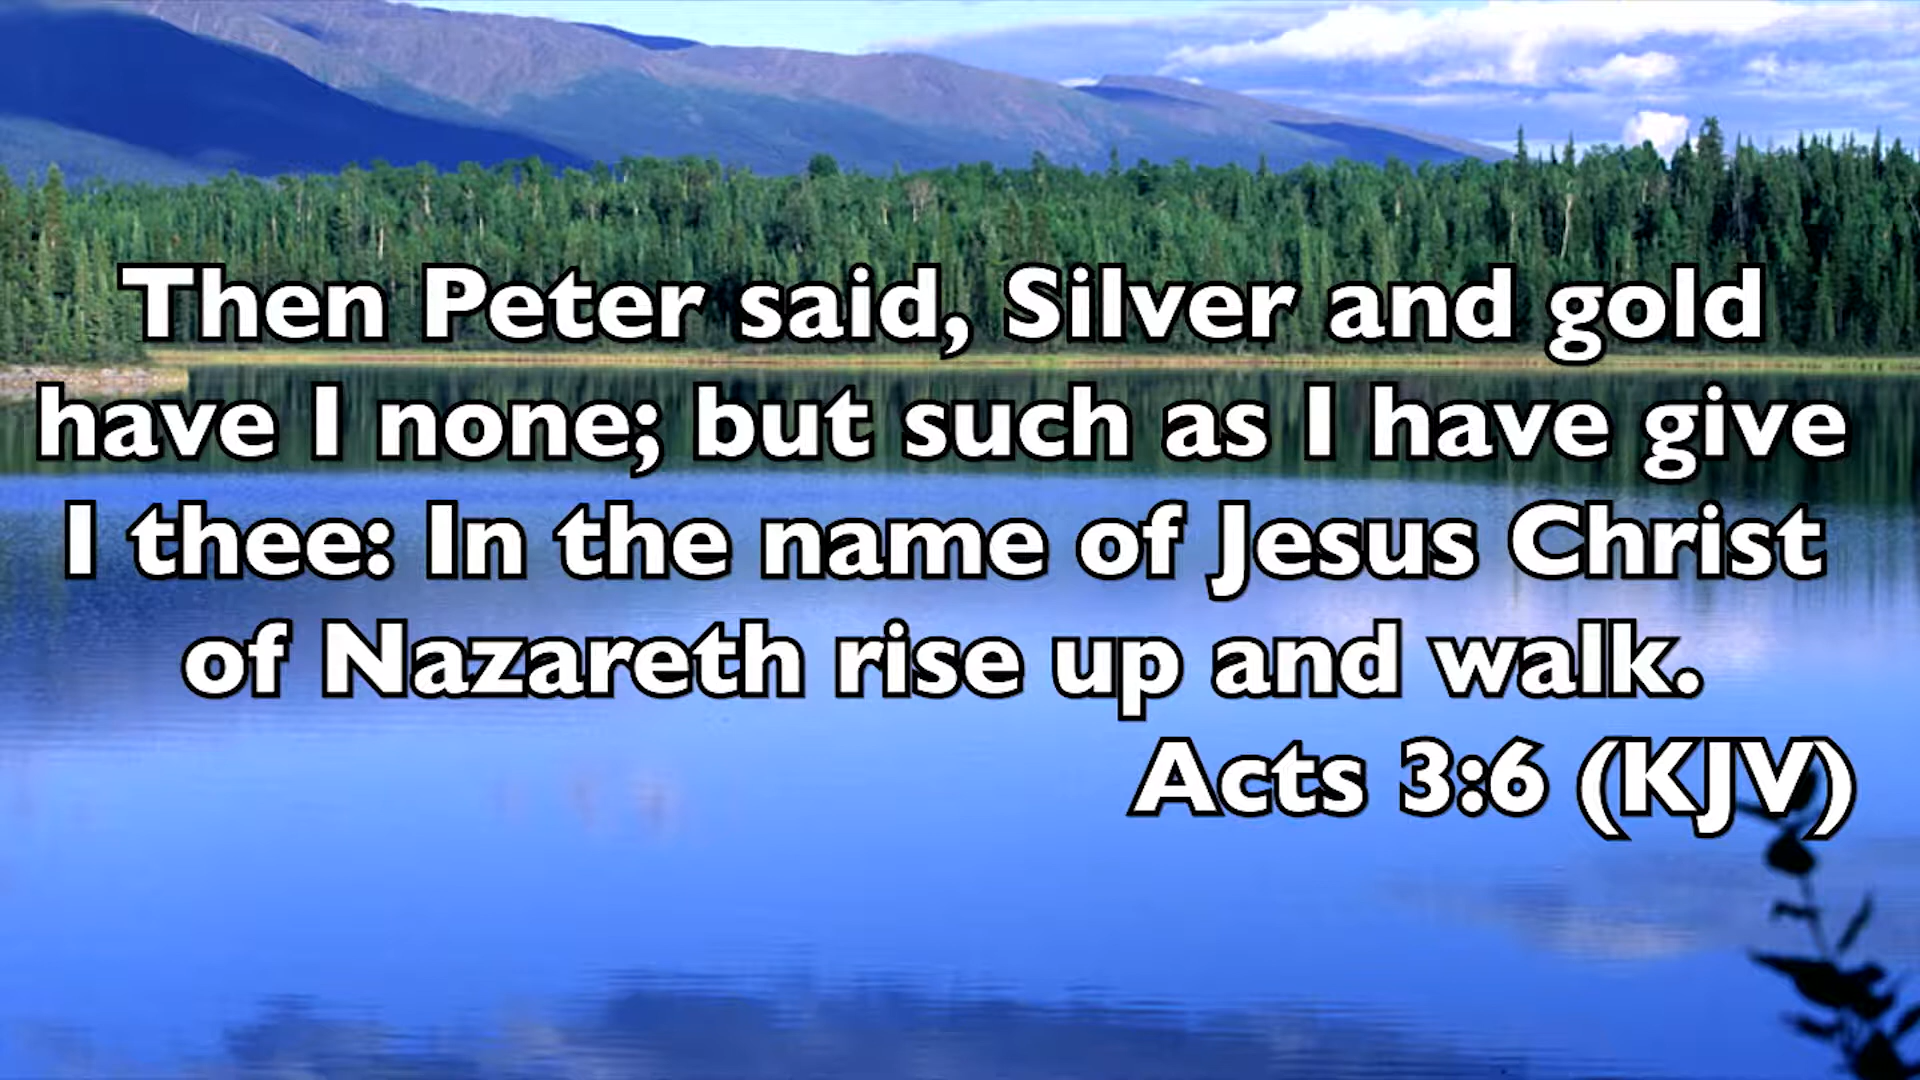 Then Peter said, Silver and gold
have I none; but such as I have give
I thee: In the name of Jesus Christ
of Nazareth rise up and walk.
Acts 3:6 (KJV)